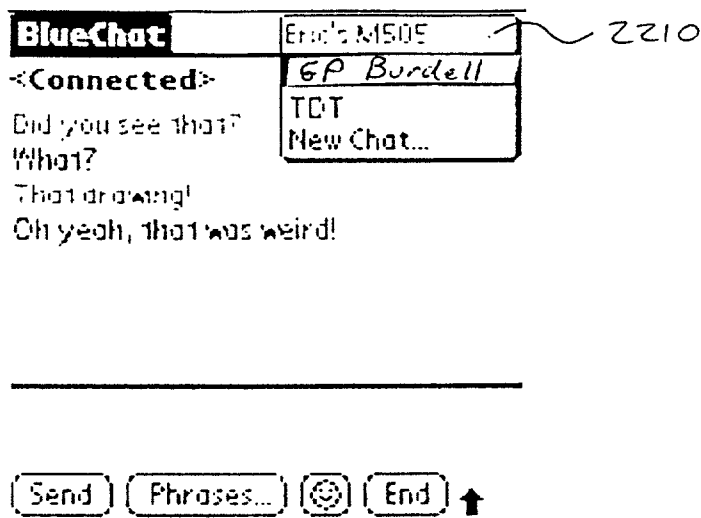 BlueChat
Eric's M505
2210
<Connected>
GP Burdell
TDT
New Chat...
Did you see that?
What?
That drawing!
Oh yeah, that was weird!
Send
Phrases...
End